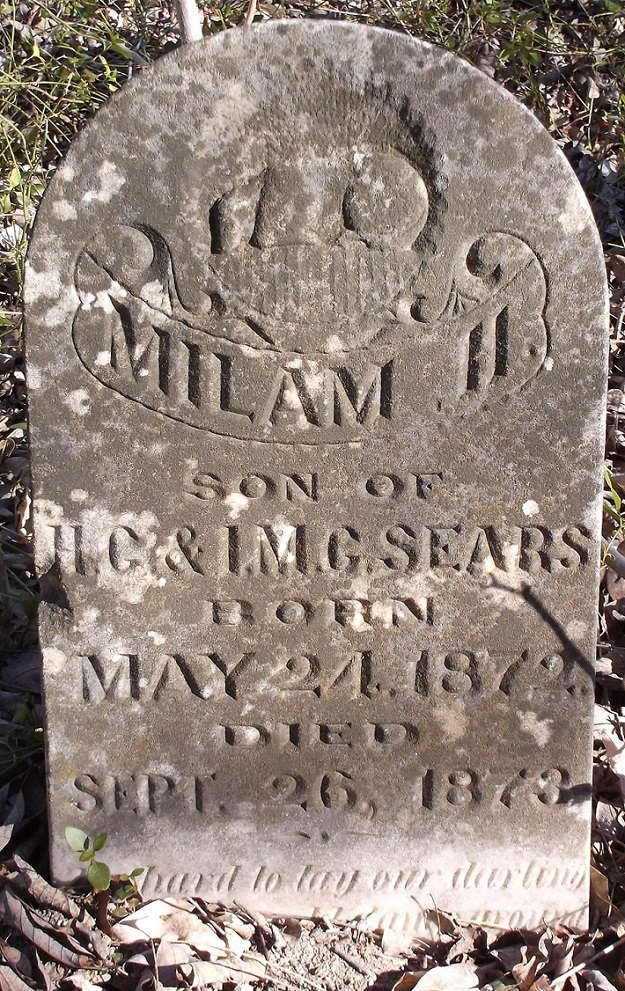 MILAM H.
SON OF
H.C & I.M.G. SEARS
BORN
MAY 24. 1872.
DIED
SEPT. 26, 1873
hard to lay our darling